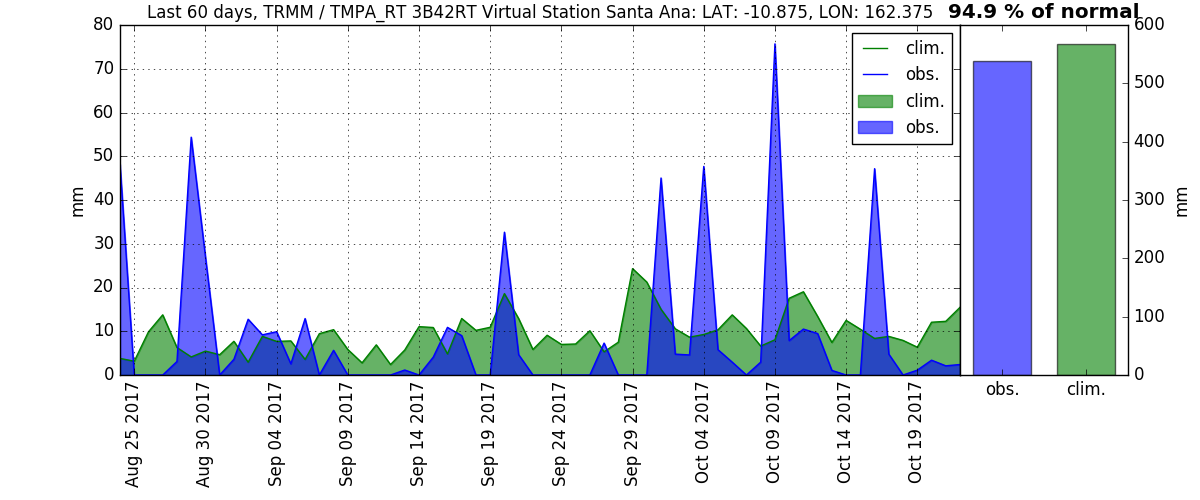 Last 60 days, TRMM / TMPA_RT 3B42RT Virtual Station Santa Ana: LAT: -10.875, LON: 162.375 94.9 % of normal
80
70
60
50
40
30
20
10
0
mm
clim.
obs.
clim.
obs.
600
500
400
300
200
100
0
mm
obs.
clim.
Aug 25 2017
Aug 30 2017
Sep 04 2017
Sep 09 2017
Sep 13 2017
Sep 19 2017
Sep 24 2017
Sep 29 2017
Oct 04 2017
Oct 09 2017
Oct 14 2017
Oct 19 2017